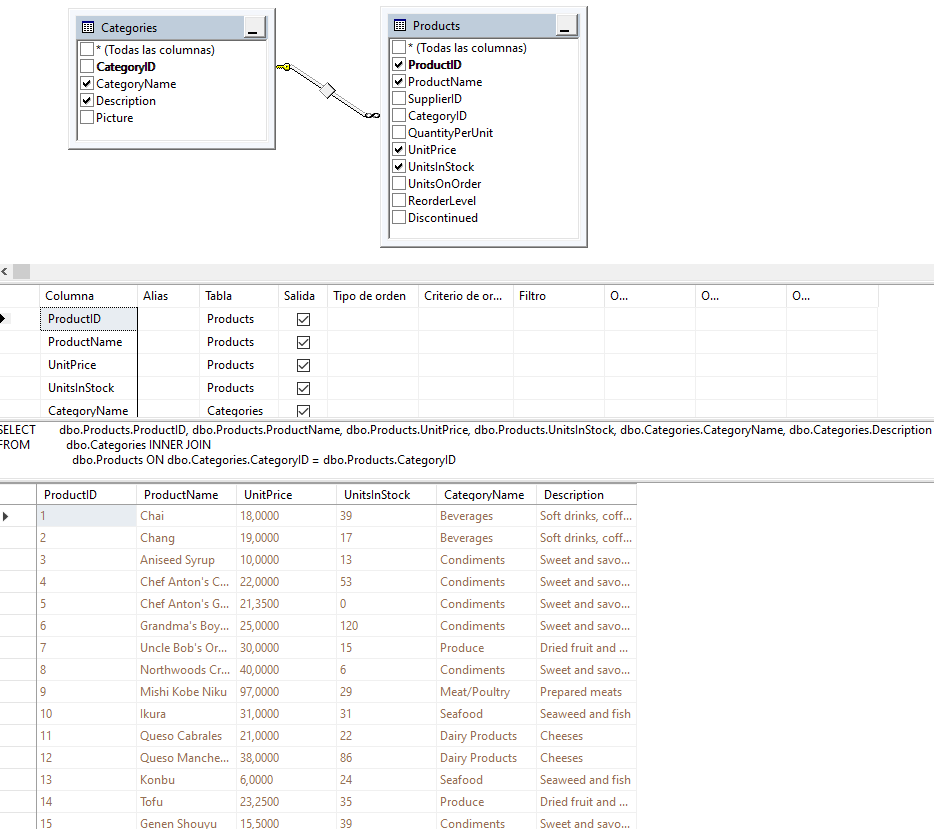 Categories
* (Todas las columnas)
CategoryID
CategoryName
Description
Picture
Products
* (Todas las columnas)
ProductID
ProductName
SupplierID
CategoryID
QuantityPerUnit
UnitPrice
UnitsInStock
UnitsOnOrder
ReorderLevel
Discontinued
Columna Alias Tabla Salida Tipo de orden Criterio de or... Filtro O... O... O...
ProductID Products
ProductName Products
UnitPrice Products
UnitsInStock Products
CategoryName Categories
SELECT dbo.Products.ProductID, dbo.Products.ProductName, dbo.Products.UnitPrice, dbo.Products.UnitsInStock, dbo.Categories.CategoryName, dbo.Categories.Description
FROM dbo.Categories INNER JOIN
dbo.Products ON dbo.Categories.CategoryID = dbo.Products.CategoryID
ProductID ProductName UnitPrice UnitsInStock CategoryName Description
1 Chai 18,0000 39 Beverages Soft drinks, coff...
2 Chang 19,0000 17 Beverages Soft drinks, coff...
3 Aniseed Syrup 10,0000 13 Condiments Sweet and savo...
4 Chef Anton's C... 22,0000 53 Condiments Sweet and savo...
5 Chef Anton's G... 21,3500 0 Condiments Sweet and savo...
6 Grandma's Boy... 25,0000 120 Condiments Sweet and savo...
7 Uncle Bob's Or... 30,0000 15 Produce Dried fruit and ...
8 Northwoods Cr... 40,0000 6 Condiments Sweet and savo...
9 Mishi Kobe Niku 97,0000 29 Meat/Poultry Prepared meats
10 Ikura 31,0000 31 Seafood Seaweed and fish
11 Queso Cabrales 21,0000 22 Dairy Products Cheeses
12 Queso Manche... 38,0000 86 Dairy Products Cheeses
13 Konbu 6,0000 24 Seafood Seaweed and fish
14 Tofu 23,2500 35 Produce Dried fruit and ...
15 Genen Shouyu 15,5000 39 Condiments Sweet and savo...